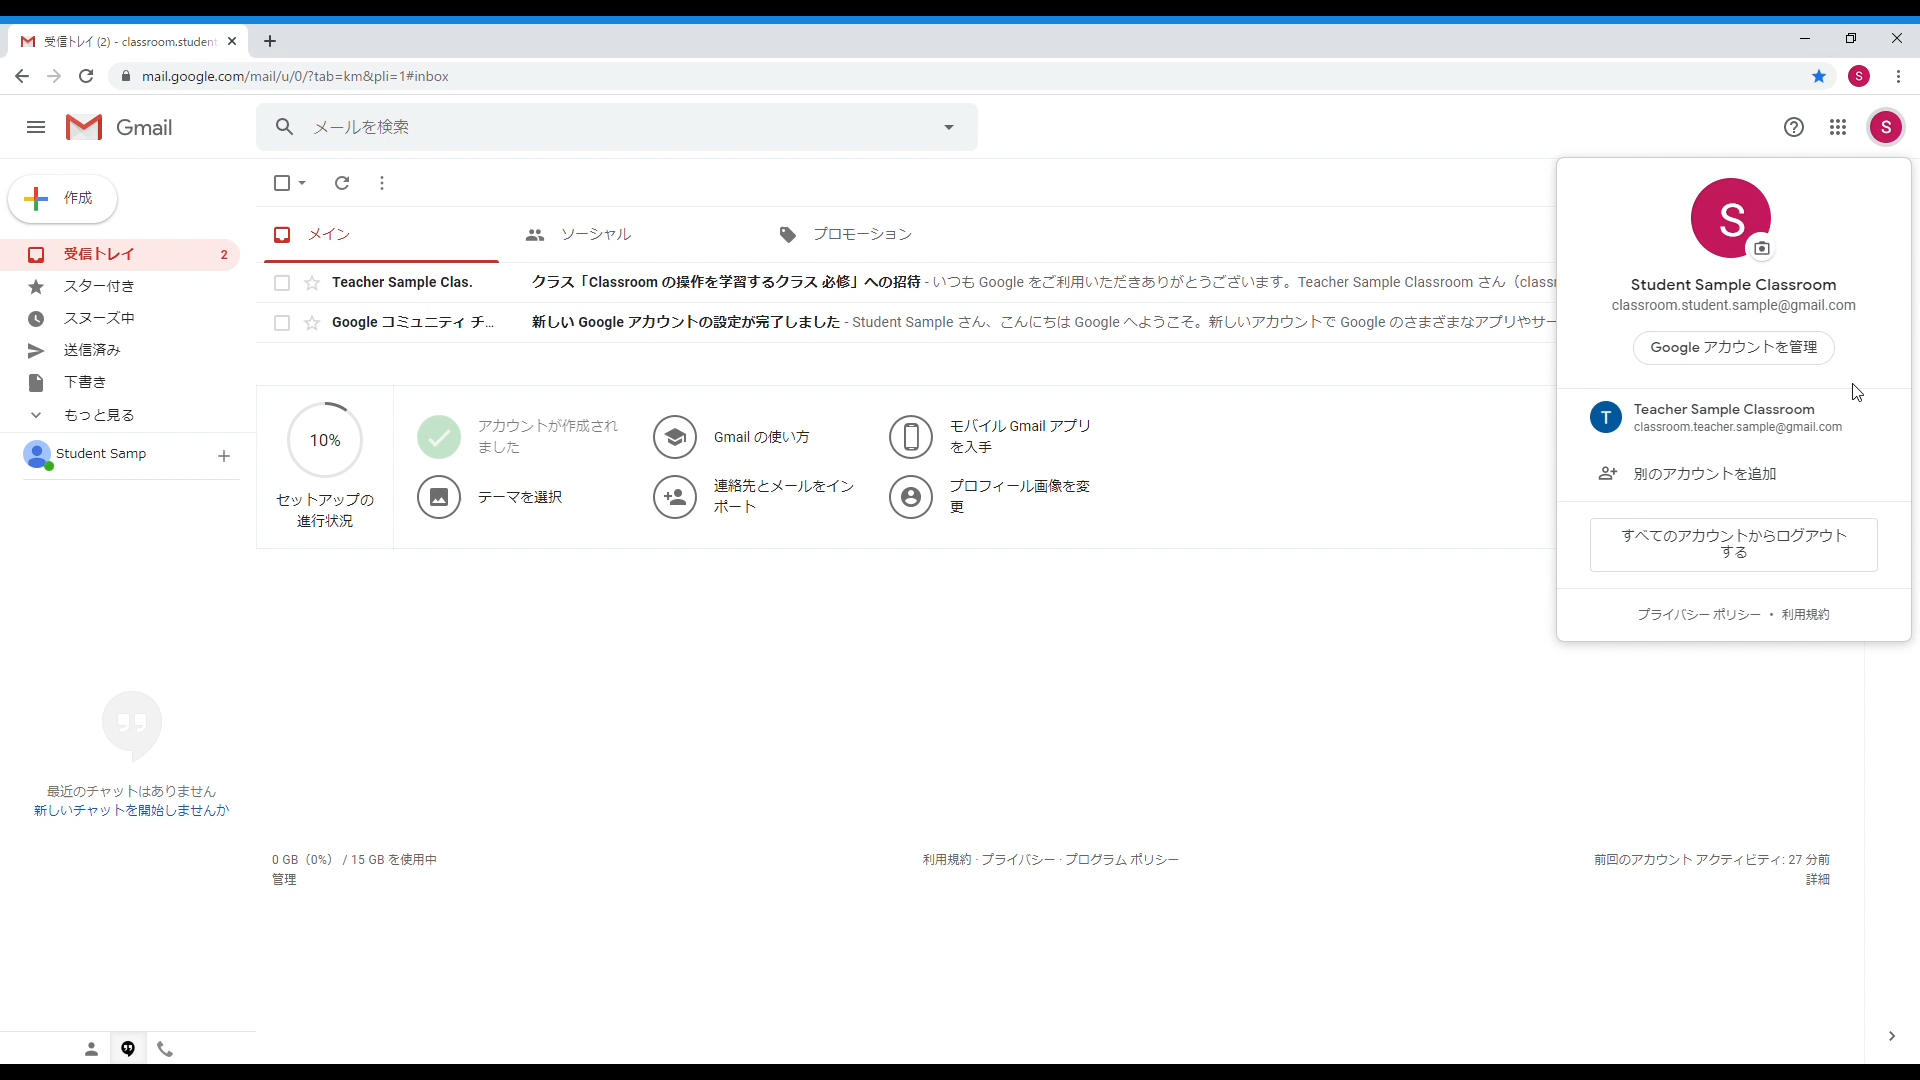 受信トレイ (2) - classroom.student
mail.google.com/mail/u/0/?tab=km&pli=1#inbox
S
Gmail
メールを検索
S
作成
受信トレイ 2
スター付き
スヌーズ中
送信済み
下書き
もっと見る
Student Samp
最近のチャットはありません
新しいチャットを開始しませんか
メイン
ソーシャル
プロモーション
Teacher Sample Clas. クラス「Classroom の操作を学習するクラス 必修」への招待 - いつも Google をご利用いただきありがとうございます。Teacher Sample Classroom さん（classr
Google コミュニティ チ... 新しい Google アカウントの設定が完了しました - Student Sample さん、こんにちは Google へようこそ。新しいアカウントで Google のさまざまなアプリやサー
10%
セットアップの
進行状況
アカウントが作成され
ました
Gmail の使い方
モバイル Gmail アプリ
を入手
テーマを選択
連絡先とメールをイン
ポート
プロフィール画像を変
更
S
Student Sample Classroom
classroom.student.sample@gmail.com
Google アカウントを管理
T
Teacher Sample Classroom
classroom.teacher.sample@gmail.com
別のアカウントを追加
すべてのアカウントからログアウト
する
プライバシー ポリシー ・ 利用規約
0 GB（0%） / 15 GB を使用中
管理
利用規約 · プライバシー · プログラム ポリシー
前回のアカウント アクティビティ: 27 分前
詳細